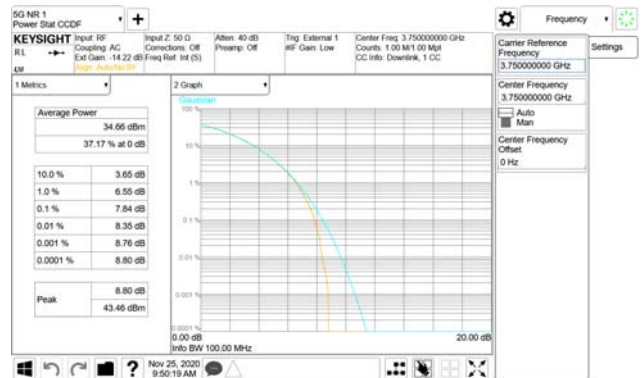 5G NR 1
Power Stat CCDF
Frequency
KEYSIGHT
RL
Input: RF
Coupling: AC
Ext Gain: -14.22 dB
Align: Auto/No RF
Input Z: 50 Ω
Corrections: Off
Freq Ref: Int (S)
Atten: 40 dB
Preamp: Off
Trig: External 1
#IF Gain: Low
Center Freq: 3.750000000 GHz
Counts: 1.00 M/1.00 Mpt
CC Info: Downlink, 1 CC
Carrier Reference
Frequency
3.750000000 GHz
Settings
Center Frequency
3.750000000 GHz
Auto
Man
Center Frequency
Offset
0 Hz
1 Metrics
Average Power
34.66 dBm
37.17 % at 0 dB
10.0 % 3.65 dB
1.0 % 6.55 dB
0.1 % 7.84 dB
0.01 % 8.35 dB
0.001 % 8.76 dB
0.0001 % 8.80 dB
Peak
8.80 dB
43.46 dBm
2 Graph
Gaussian
100 %
10 %
1 %
0.1 %
0.01 %
0.001 %
0.0001 %
0.00 dB
20.00 dB
Info BW 100.00 MHz
Nov 25, 2020
9:50:19 AM